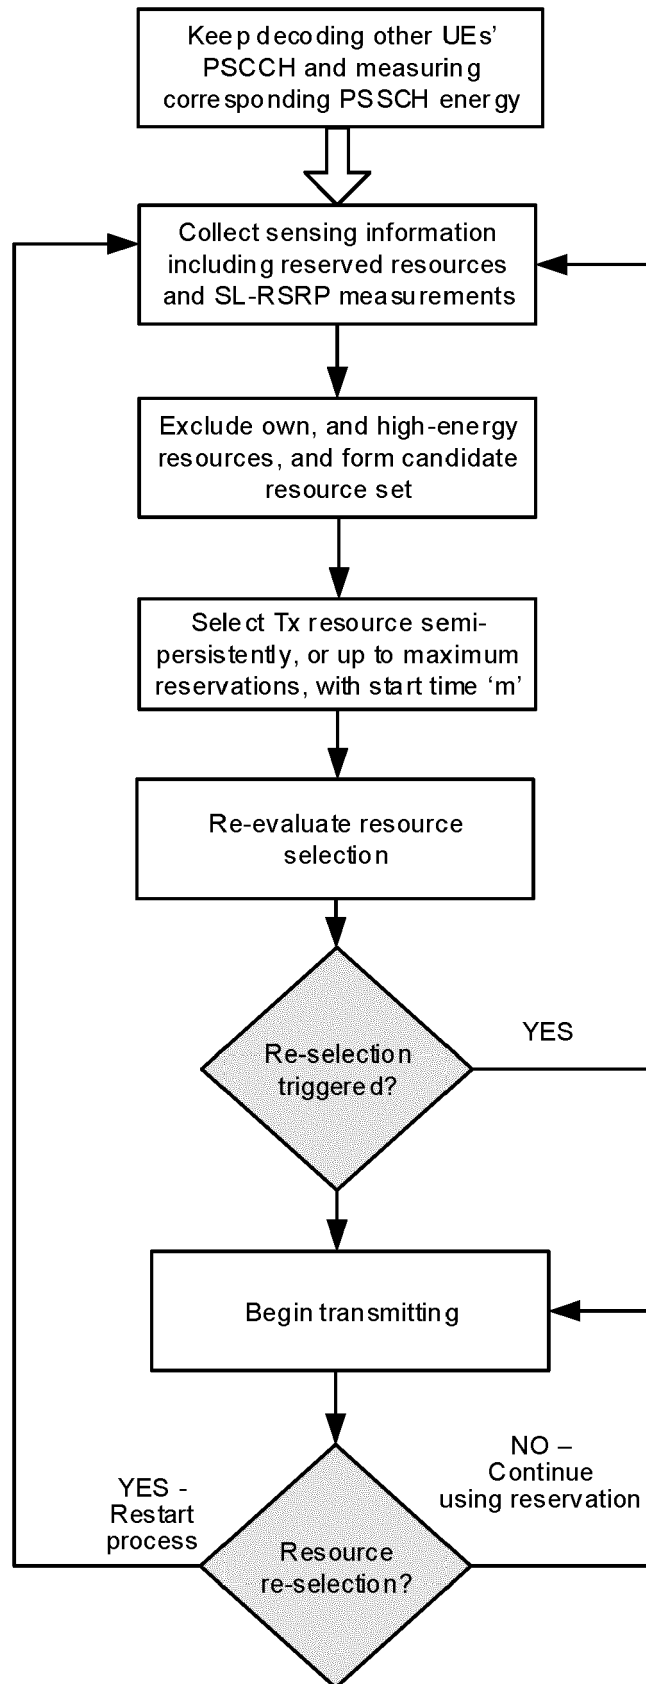 Keep decoding other UEs'
PSCCH and measuring
corresponding PSSCH energy
Collect sensing information
including reserved resources
and SL-RSRP measurements
Exclude own, and high-energy
resources, and form candidate
resource set
Select Tx resource semi-
persistently, or up to maximum
reservations, with start time ‘m’
Re-evaluate resource
selection
Re-selection
triggered?
YES
Begin transmitting
NO –
Continue
using reservation
YES -
Restart
process
Resource
re-selection?